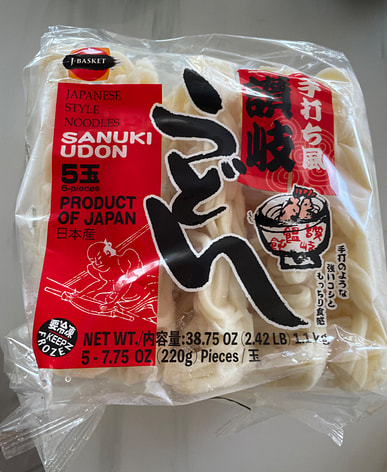 J-BASKET
JAPANESE
STYLE
NOODLES
SANUKI
UDON
5玉
5-pieces
PRODUCT
OF JAPAN
日本産
うどん
手打ち風
讃岐
手打のような
強いコシと
もっちり食感
要冷凍
KEEP
FROZEN
NET WT./内容量:38.75 OZ (2.42 LB) 1.1 kg
5 - 7.75 OZ (220g) Pieces / 玉